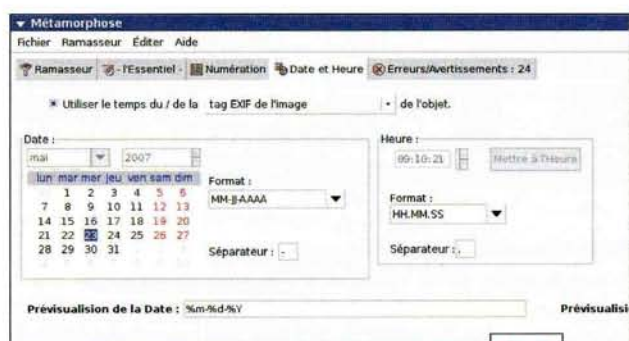 Métamorphose
Fichier Ramasseur Éditer Aide
Ramasseur - l'Essentiel - Numération Date et Heure Erreurs/Avertissements : 24
Utiliser le temps du / de la tag EXIF de l'image de l'objet.
Date : Heure :
mai 2007 09:10:21 Mettre à l'Heure
lun mar mer jeu ven sam dim
1 2 3 4 5 6
7 8 9 10 11 12 13
14 15 16 17 18 19 20
21 22 23 24 25 26 27
28 29 30 31
Format :
MM-JJ-AAAA
Séparateur : -
Format :
HH.MM.SS
Séparateur : .
Prévisualision de la Date : %m-%d-%Y Prévisualisi